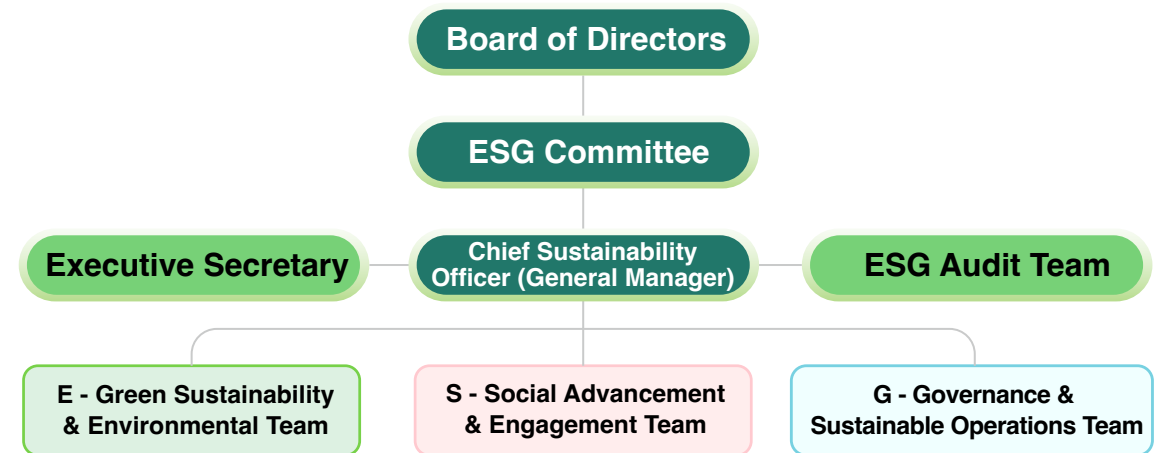 Board of Directors
ESG Committee
Executive Secretary
Chief Sustainability
Officer (General Manager)
ESG Audit Team
E - Green Sustainability
& Environmental Team
S - Social Advancement
& Engagement Team
G - Governance &
Sustainable Operations Team